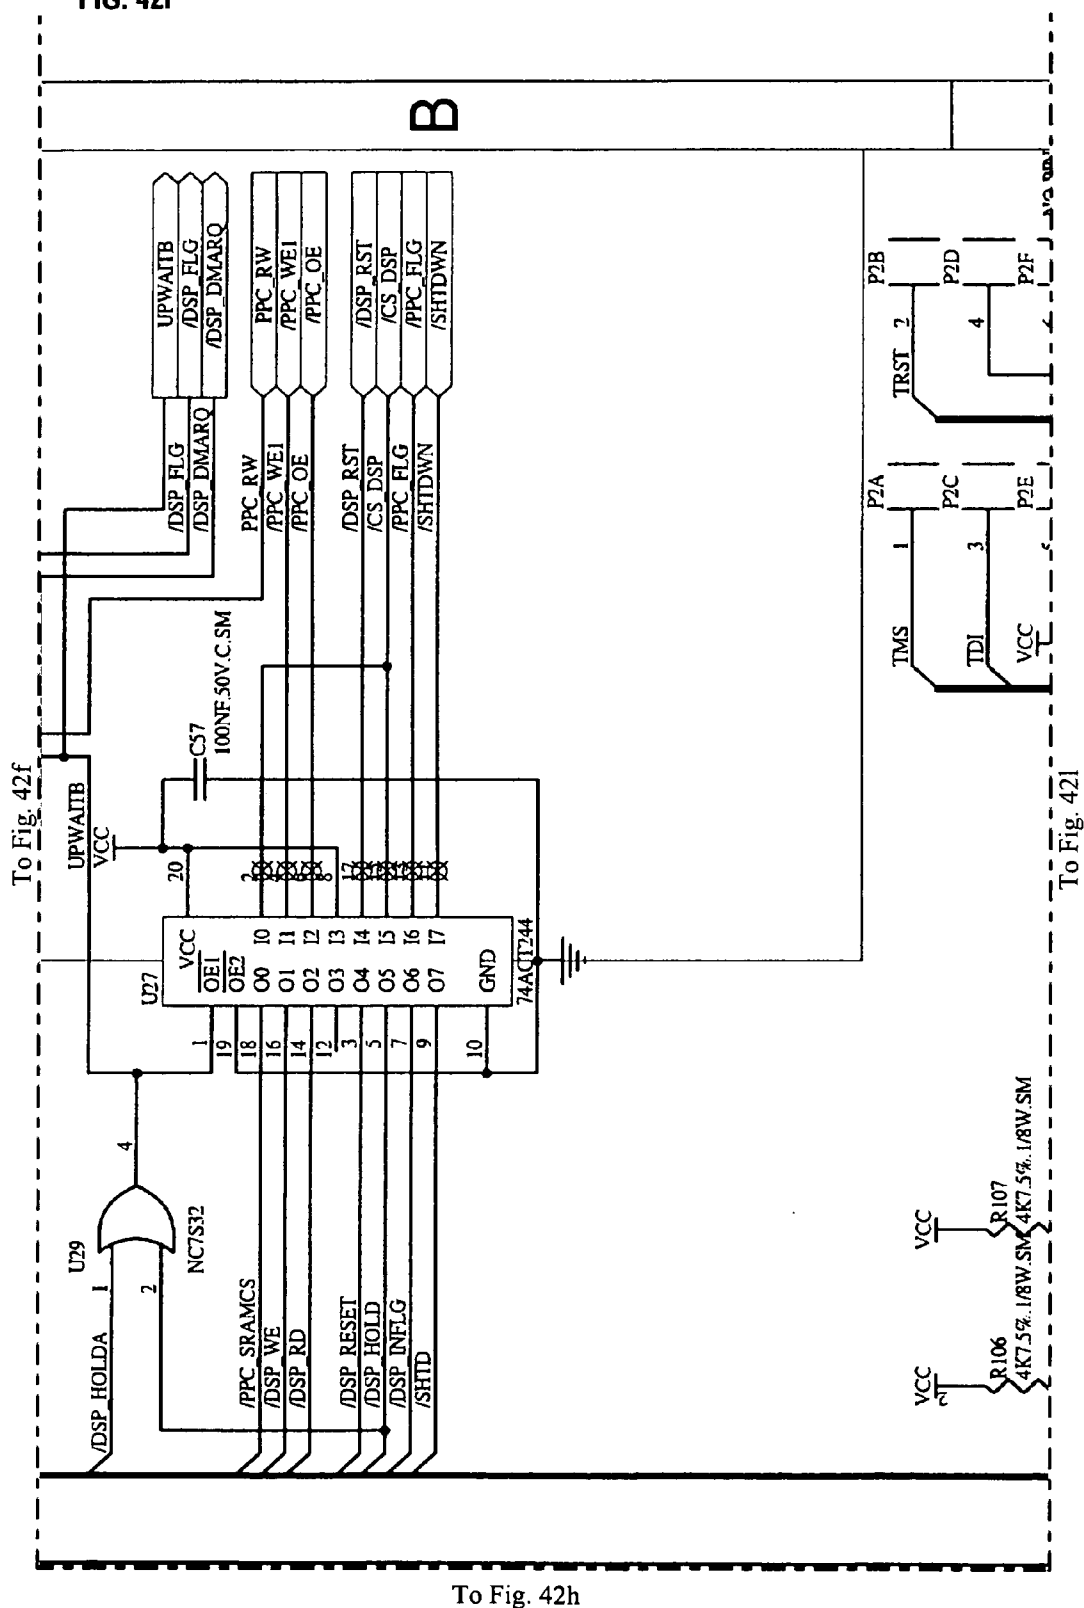 To Fig. 42f
B
UPWAITB
/DSP_FLG
/DSP_DMARQ
PPC_RW
/PPC_WE1
/PPC_OE
/DSP_RST
/CS_DSP
/PPC_FLG
/SHTDWN
/DSP_FLG
/DSP_DMARQ
PPC_RW
/PPC_WE1
/PPC_OE
/DSP_RST
/CS_DSP
/PPC_FLG
/SHTDWN
C57
100NF.50V.C.SM
UPWAITB
VCC
20
2
8
17
U27
VCC
OE1
OE2
O0 I0
O1 I1
O2 I2
O3 I3
O4 I4
O5 I5
O6 I6
O7 I7
GND
74ACT244
1
19
18
16
14
12
3
5
7
9
10
4
U29
NC7S32
1
2
/DSP_HOLDA
/PPC_SRAMCS
/DSP_WE
/DSP_RD
/DSP_RESET
/DSP_HOLD
/DSP_INFLG
/SHTD
P2B
P2D
P2F
2
4
TRST
P2A
P2C
P2E
1
3
TMS
TDI
VCC
VCC
R107
4K7.5%.1/8W.SM
VCC
2
R106
4K7.5%.1/8W.SM
To Fig. 42l
To Fig. 42h